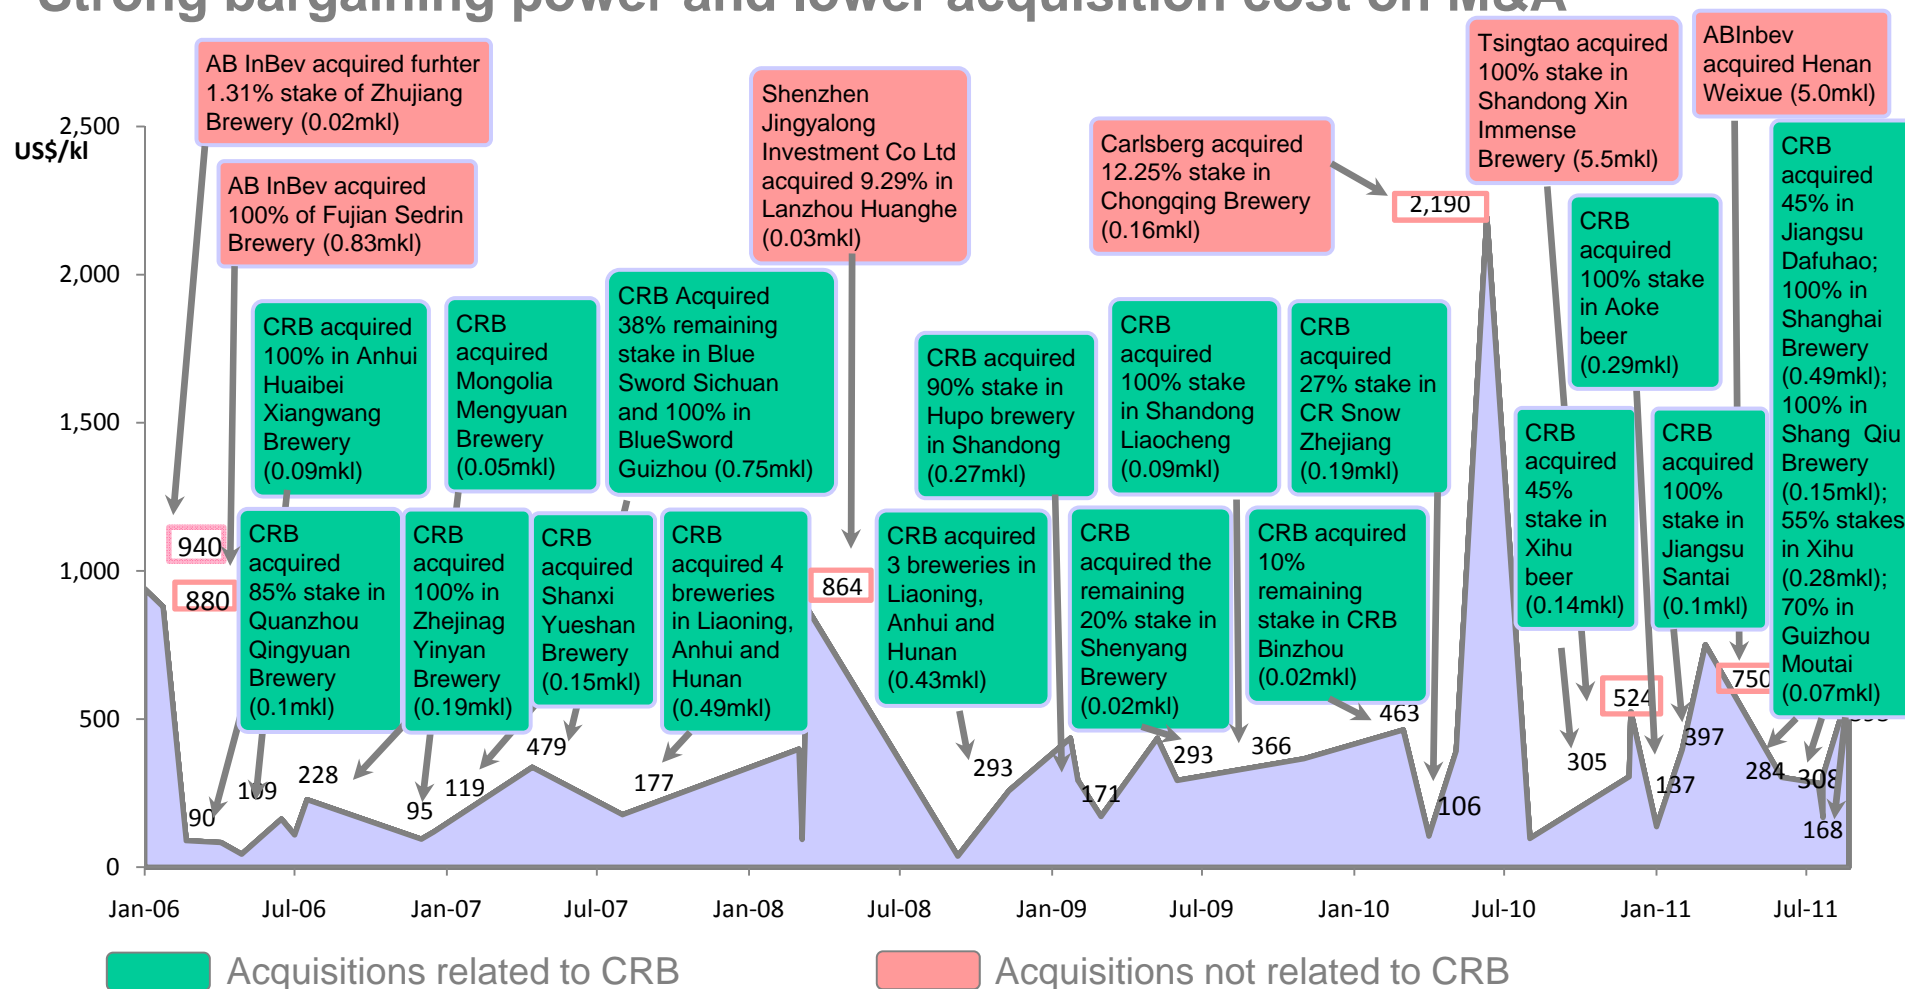 Strong bargaining power and lower acquisition cost on M&A
AB InBev acquired furhter
1.31% stake of Zhujiang
Brewery (0.02mkl)
AB InBev acquired
100% of Fujian Sedrin
Brewery (0.83mkl)
Shenzhen
Jingyalong
Investment Co Ltd
acquired 9.29% in
Lanzhou Huanghe
(0.03mkl)
Carlsberg acquired
12.25% stake in
Chongqing Brewery
(0.16mkl)
Tsingtao acquired
100% stake in
Shandong Xin
Immense
Brewery (5.5mkl)
ABInbev
acquired Henan
Weixue (5.0mkl)
CRB acquired
100% in Anhui
Huaibei
Xiangwang
Brewery
(0.09mkl)
CRB
acquired
Mongolia
Mengyuan
Brewery
(0.05mkl)
CRB Acquired
38% remaining
stake in Blue
Sword Sichuan
and 100% in
BlueSword
Guizhou (0.75mkl)
CRB acquired
90% stake in
Hupo brewery
in Shandong
(0.27mkl)
CRB
acquired
100% stake
in Shandong
Liaocheng
(0.09mkl)
CRB
acquired
27% stake in
CR Snow
Zhejiang
(0.19mkl)
CRB
acquired
100% stake
in Aoke
beer
(0.29mkl)
CRB
acquired
45% in
Jiangsu
Dafuhao;
100% in
Shanghai
Brewery
(0.49mkl);
100% in
Shang Qiu
Brewery
(0.15mkl);
55% stakes
in Xihu
(0.28mkl);
70% in
Guizhou
Moutai
(0.07mkl)
CRB
acquired
85% stake in
Quanzhou
Qingyuan
Brewery
(0.1mkl)
CRB
acquired
100% in
Zhejinag
Yinyan
Brewery
(0.19mkl)
CRB
acquired
Shanxi
Yueshan
Brewery
(0.15mkl)
CRB
acquired 4
breweries
in Liaoning,
Anhui and
Hunan
(0.49mkl)
CRB acquired
3 breweries in
Liaoning,
Anhui and
Hunan
(0.43mkl)
CRB
acquired the
remaining
20% stake in
Shenyang
Brewery
(0.02mkl)
CRB acquired
10%
remaining
stake in CRB
Binzhou
(0.02mkl)
CRB
acquired
45%
stake in
Xihu
beer
(0.14mkl)
CRB
acquired
100%
stake in
Jiangsu
Santai
(0.1mkl)
US$/kl
2,500
2,000
1,500
1,000
500
0
940
880
90
109
228
95
119
479
177
864
293
171
293
366
463
106
2,190
305
524
137
397
750
284
308
168
Jan-06 Jul-06 Jan-07 Jul-07 Jan-08 Jul-08 Jan-09 Jul-09 Jan-10 Jul-10 Jan-11 Jul-11
Acquisitions related to CRB
Acquisitions not related to CRB